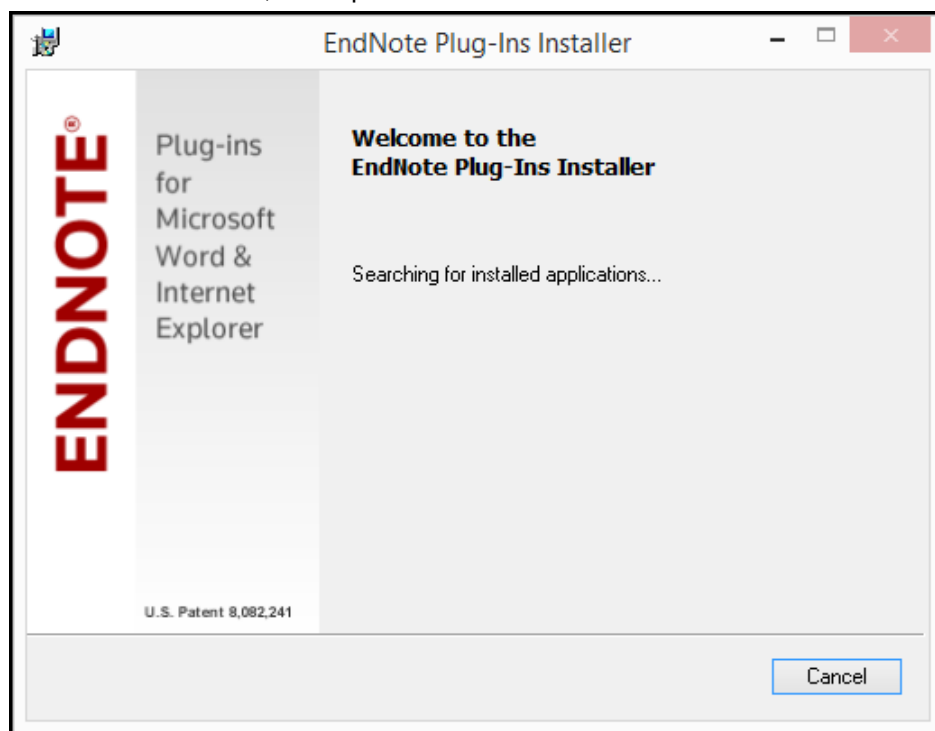 EndNote Plug-Ins Installer
ENDNOTE®
Plug-ins
for
Microsoft
Word &
Internet
Explorer
U.S. Patent 8,082,241
Welcome to the
EndNote Plug-Ins Installer
Searching for installed applications...
Cancel